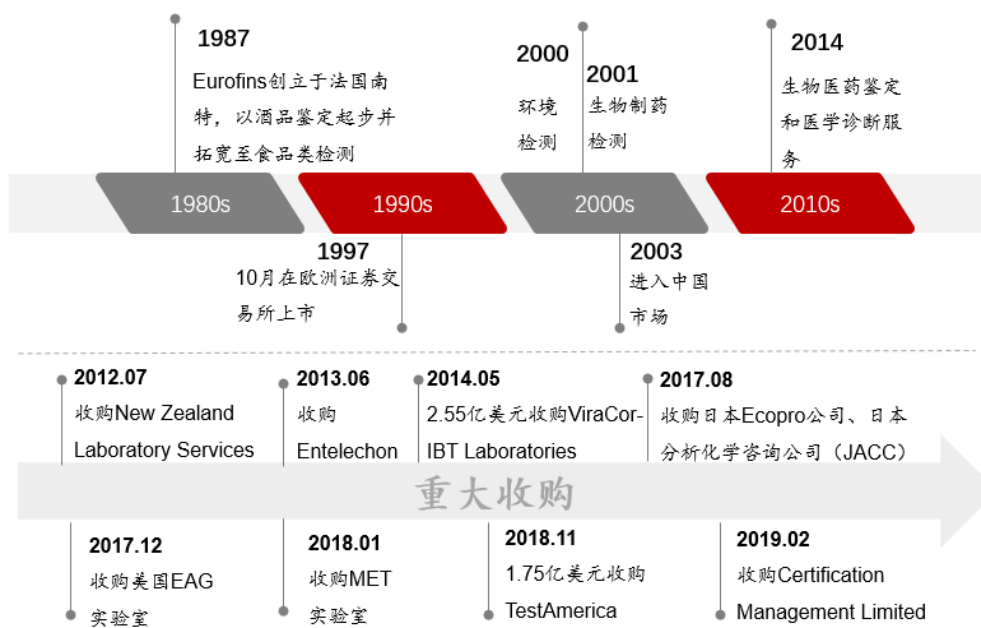 1987
Eurofins创立于法国南
特，以酒品鉴定起步并
拓宽至食品类检测
2000
环境
检测
2001
生物制药
检测
2014
生物医药鉴定
和医学诊断服
务
1980s
1990s
2000s
2010s
1997
10月在欧洲证券交
易所上市
2003
进入中国
市场
2012.07
收购New Zealand
Laboratory Services
2013.06
收购
Entelechon
2014.05
2.55亿美元收购ViraCor-
IBT Laboratories
2017.08
收购日本Ecopro公司、日本
分析化学咨询公司（JACC）
重大收购
2017.12
收购美国EAG
实验室
2018.01
收购MET
实验室
2018.11
1.75亿美元收购
TestAmerica
2019.02
收购Certification
Management Limited